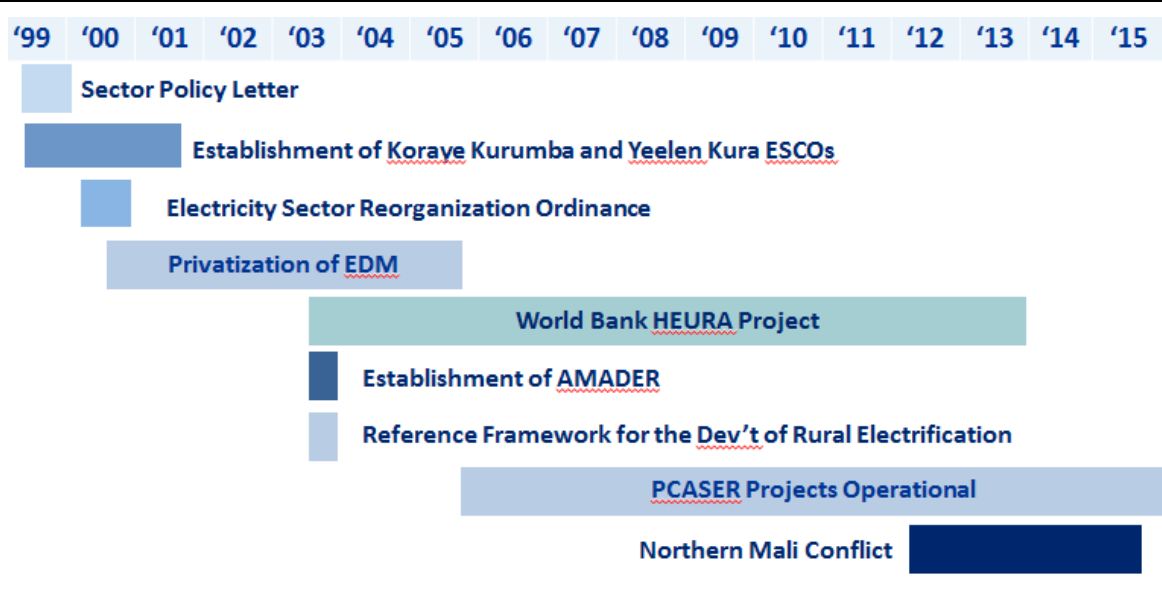 ‘99 ‘00 ‘01 ‘02 ‘03 ‘04 ‘05 ‘06 ‘07 ‘08 ‘09 ‘10 ‘11 ‘12 ‘13 ‘14 ‘15
Sector Policy Letter
Establishment of Koraye Kurumba and Yeelen Kura ESCOs
Electricity Sector Reorganization Ordinance
Privatization of EDM
World Bank HEURA Project
Establishment of AMADER
Reference Framework for the Dev’t of Rural Electrification
PCASER Projects Operational
Northern Mali Conflict